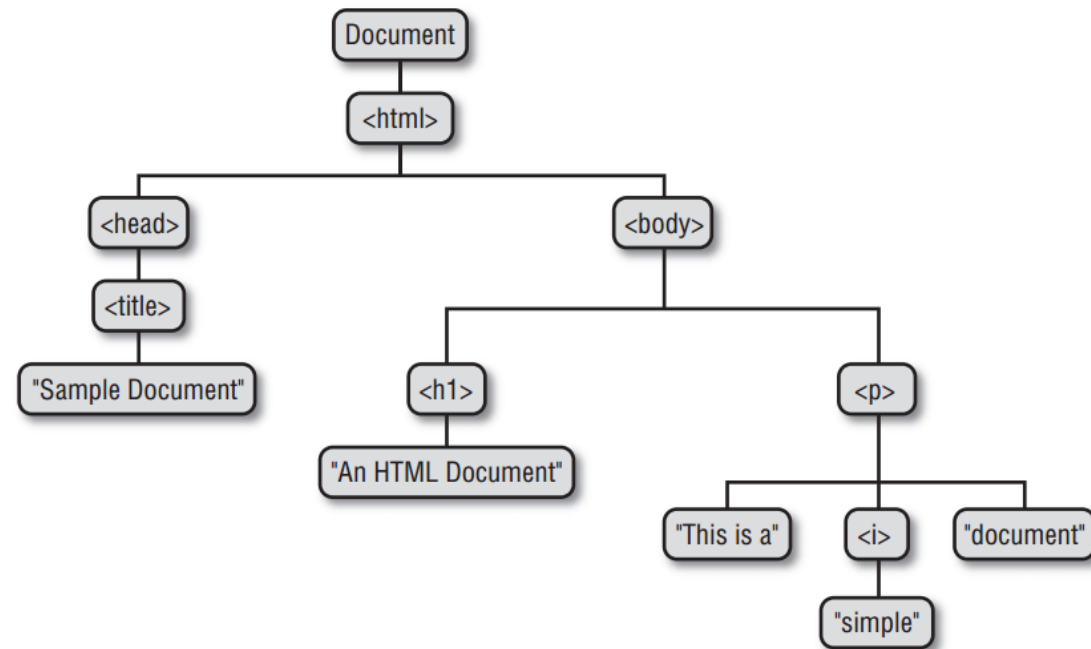 Document
<html>
<head>
<body>
<title>
"Sample Document"
<h1>
<p>
"An HTML Document"
"This is a"
<i>
"document"
"simple"